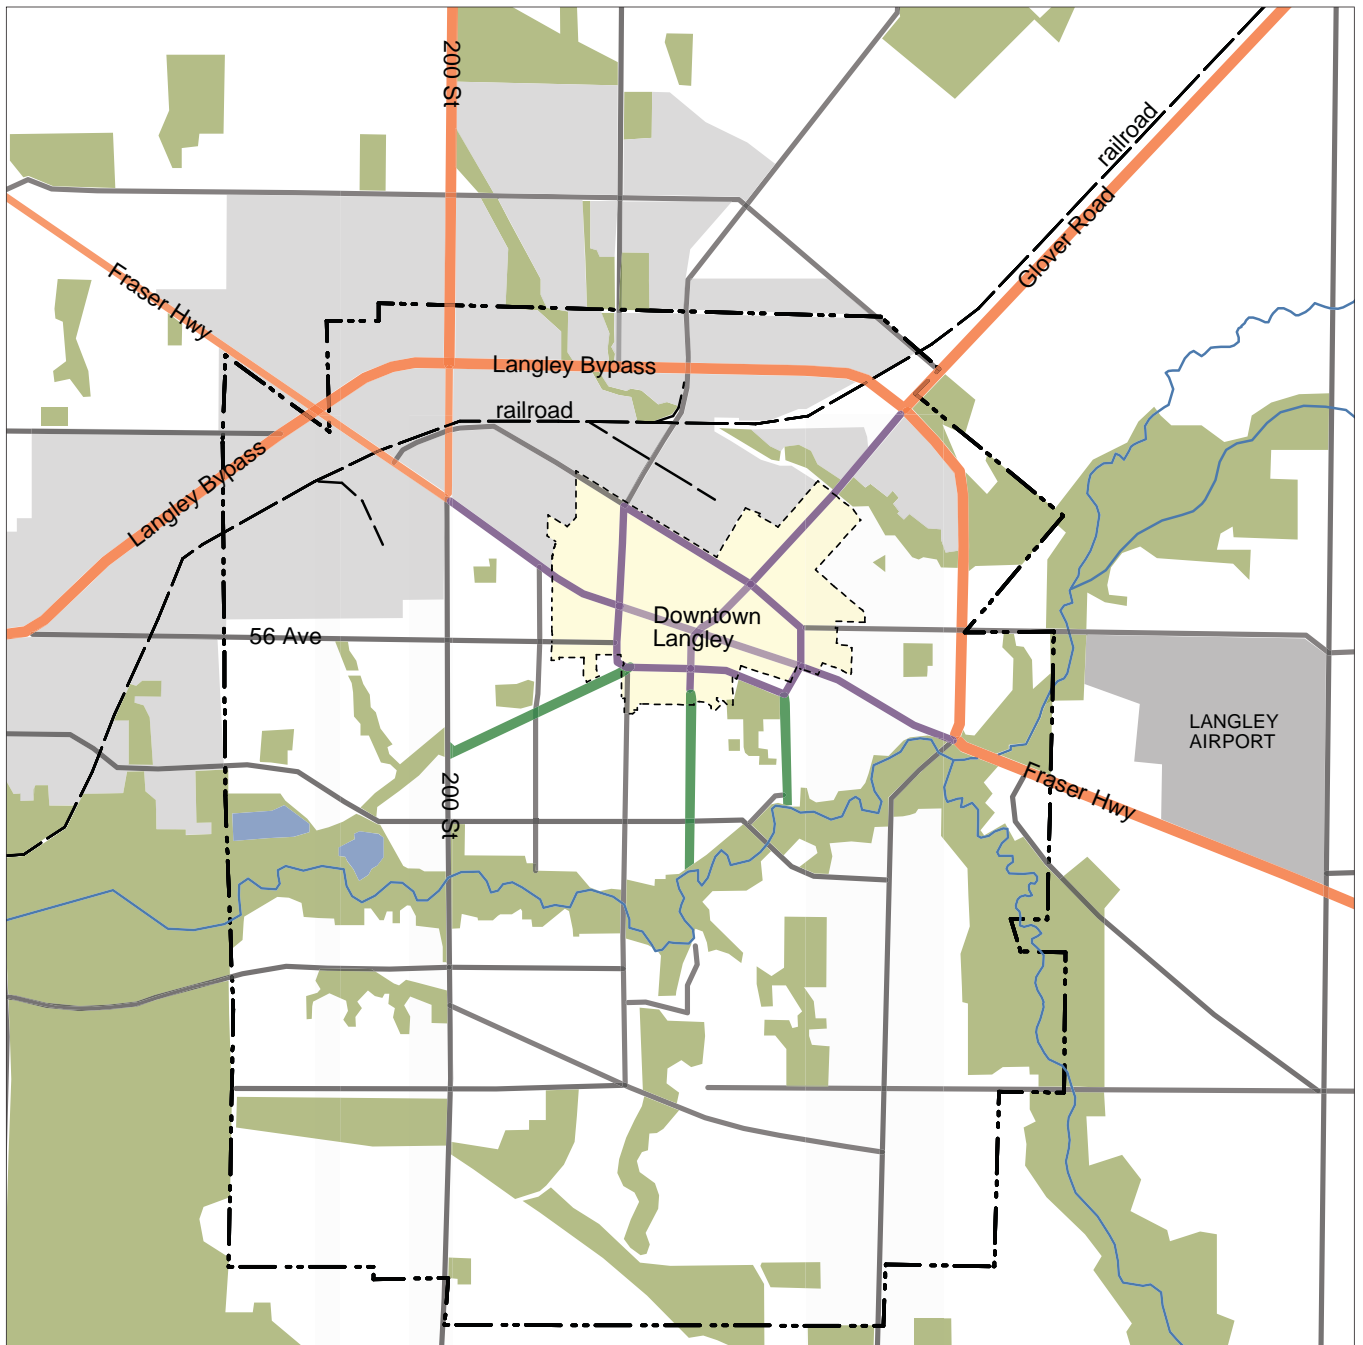 200 St
railroad
Glover Road
Fraser Hwy
Langley Bypass
railroad
Langley Bypass
Downtown
Langley
56 Ave
LANGLEY
AIRPORT
200 St
Fraser Hwy